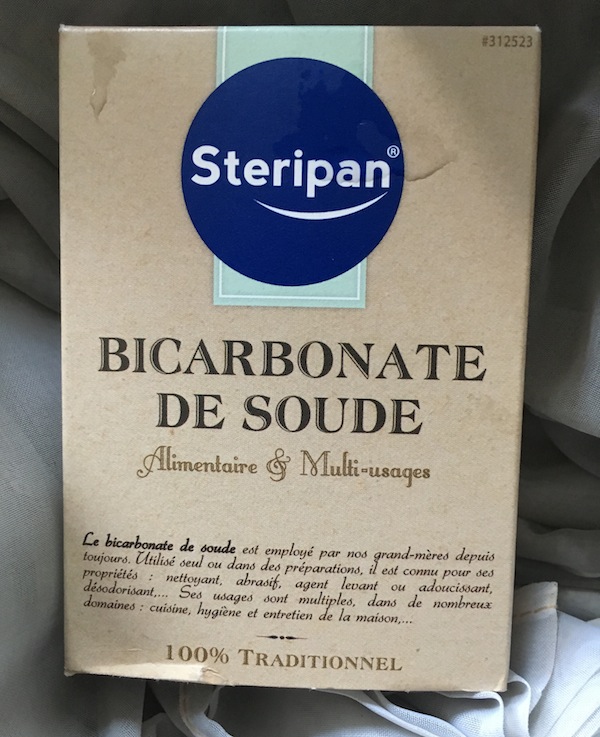 #312523
Steripan®
BICARBONATE
DE SOUDE
Alimentaire & Multi-usages
Le bicarbonate de soude est employé par nos grand-mères depuis
toujours. Utilisé seul ou dans des préparations, il est connu pour ses
propriétés : nettoyant, abrasif, agent levant ou adoucissant,
désodorisant,... Ses usages sont multiples, dans de nombreux
domaines : cuisine, hygiène et entretien de la maison,...
100% TRADITIONNEL